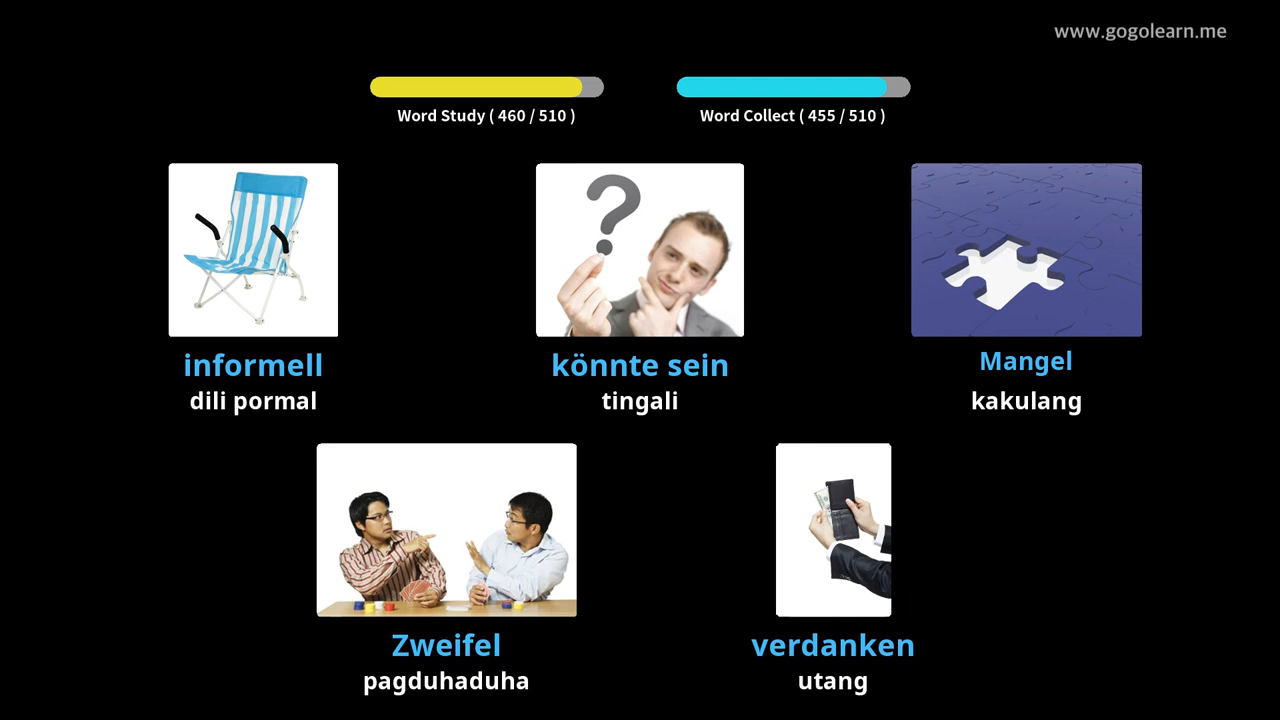 www.gogolearn.me
Word Study ( 460 / 510 )
Word Collect ( 455 / 510 )
informell
dili pormal
könnte sein
tingali
Mangel
kakulang
Zweifel
pagduhaduha
verdanken
utang